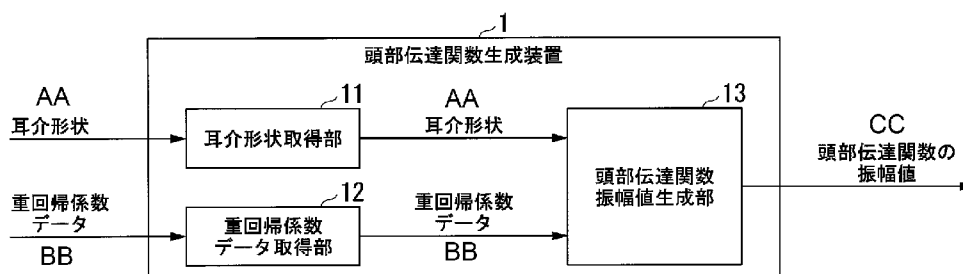 1
頭部伝達関数生成装置
AA
耳介形状
11
耳介形状取得部
AA
耳介形状
13
頭部伝達関数
振幅値生成部
CC
頭部伝達関数の
振幅値
重回帰係数
データ
BB
12
重回帰係数
データ取得部
重回帰係数
データ
BB